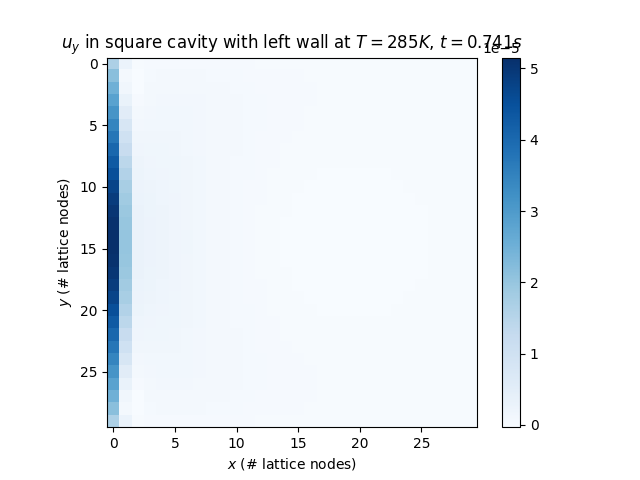 u_y in square cavity with left wall at T = 285K, t = 0.741s
1e−5
0
5
10
15
20
25
y (# lattice nodes)
0 5 10 15 20 25
x (# lattice nodes)
5
4
3
2
1
0